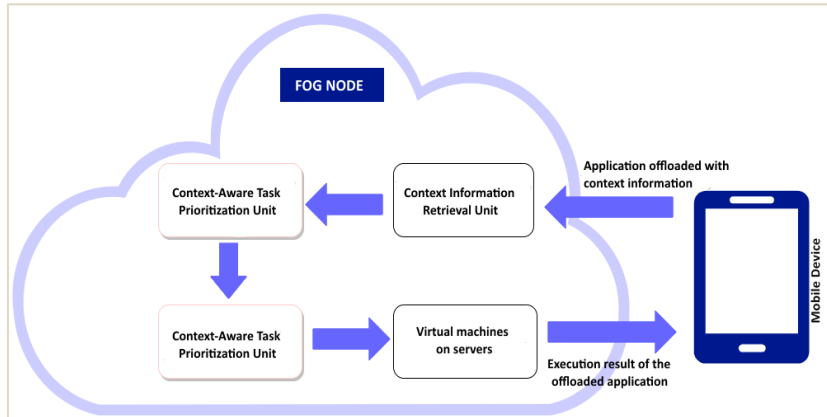 FOG NODE
Application offloaded with
context information
Context-Aware Task
Prioritization Unit
Context Information
Retrieval Unit
Mobile Device
Context-Aware Task
Prioritization Unit
Virtual machines
on servers
Execution result of the
offloaded application